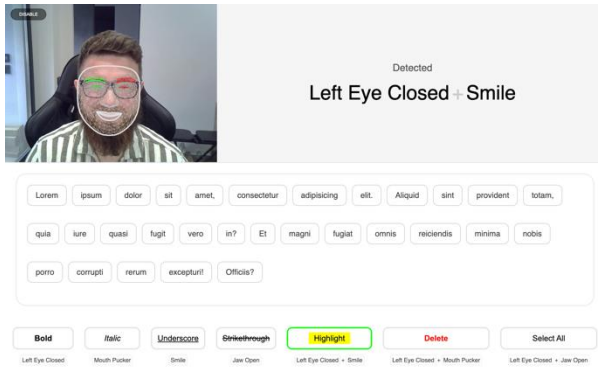 DISABLE
Detected
Left Eye Closed + Smile
Lorem ipsum dolor sit amet, consectetur adipisicing elit. Aliquid sint provident totam,
quia iure quasi fugit vero in? Et magni fugiat omnis reiciendis minima nobis
porro corrupti rerum excepturi! Officiis?
Bold Italic Underscore Strikethrough Highlight Delete Select All
Left Eye Closed Mouth Pucker Smile Jaw Open Left Eye Closed + Smile Left Eye Closed + Mouth Pucker Left Eye Closed + Jaw Open